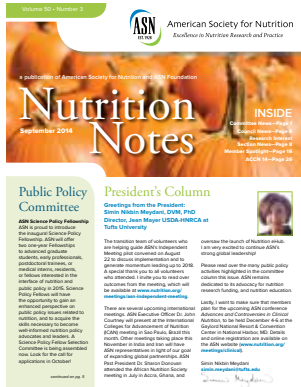 Volume 50 • Number 3
ASN
EST. 1928
American Society for Nutrition
Excellence in Nutrition Research and Practice
a publication of American Society for Nutrition and ASN Foundation
Nutrition
Notes
September 2014
INSIDE
Committee News—Page 4
Council News—Page 5
Research Interest
Section News—Page 8
Member Spotlight—Page 16
ACCN 14—Page 28
Public Policy
Committee
ASN Science Policy Fellowship
ASN is proud to introduce
the inaugural Science Policy
Fellowship. ASN will offer
two one-year Fellowships
to advanced graduate
students, early professionals,
postdoctoral trainees, or
medical interns, residents,
or fellows interested in the
interface of nutrition and
public policy in 2015. Science
Policy Fellows will have
the opportunity to gain an
enhanced perspective on
public policy issues related to
nutrition, and to acquire the
skills necessary to become
well-informed nutrition policy
advocates and leaders. A
Science Policy Fellow Selection
Committee is being assembled
now. Look for the call for
applications in October!
President's Column
Greetings from the President:
Simin Nikbin Meydani, DVM, PhD
Director, Jean Mayer USDA-HNRCA at
Tufts University
The transition team of volunteers who
are helping guide ASN's Independent
Meeting pilot convened on August
22 to discuss implementation and to
generate momentum leading up to 2018.
A special thank you to all volunteers
who attended. I invite you to read over
outcomes from the meeting, which will
be available at www.nutrition.org/
meetings/asn-independent-meeting.
There are several upcoming international
meetings. ASN Executive Officer Dr. John
Courtney will present at the International
Colleges for Advancement of Nutrition
(ICAN) meeting in Sao Paulo, Brazil this
month. Other meetings taking place this
November in India and Iran will have
ASN representatives in light of our goal
of expanding global partnerships. ASN
Past President Dr. Sharon Donovan
attended the African Nutrition Society
meeting in July in Accra, Ghana, and
oversaw the launch of Nutrition eHub.
I am very excited to continue ASN's
strong global leadership!
Please read over the many public policy
activities highlighted in the committee
column this issue. ASN remains
dedicated to its advocacy for nutrition
research funding, and nutrition education.
Lastly, I want to make sure that members
plan for the upcoming ASN conference
Advances and Controversies in Clinical
Nutrition, to be held December 4-6 at the
Gaylord National Resort & Convention
Center in National Harbor, MD. Details
and online registration are available on
the ASN website (www.nutrition.org/
meetings/clinical).
Simin Nikbin Meydani
simin.meydani@tufts.edu
continued on pg. 3